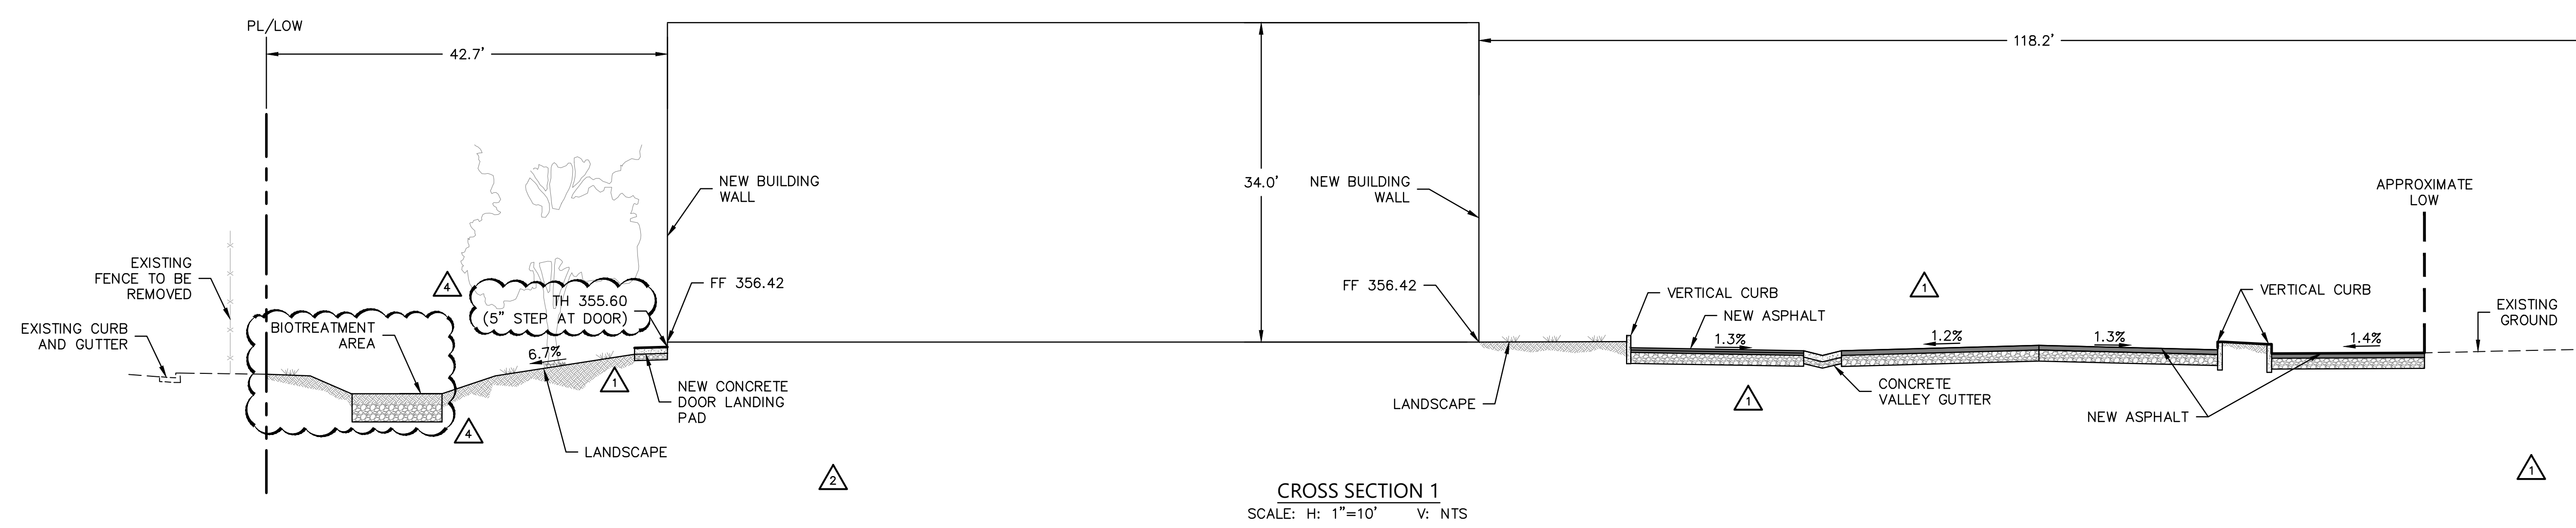 PL/LOW
42.7'
118.2'
34.0'
NEW BUILDING
WALL
NEW BUILDING
WALL
APPROXIMATE
LOW
EXISTING
FENCE TO BE
REMOVED
EXISTING CURB
AND GUTTER
BIOTREATMENT
AREA
4
TH 355.60
(5" STEP AT DOOR)
FF 356.42
6.7%
1
NEW CONCRETE
DOOR LANDING
PAD
4
LANDSCAPE
2
FF 356.42
LANDSCAPE
VERTICAL CURB
NEW ASPHALT
1.3%
1
1
CONCRETE
VALLEY GUTTER
1.2%
1.3%
VERTICAL CURB
1.4%
NEW ASPHALT
EXISTING
GROUND
1
CROSS SECTION 1
SCALE: H: 1"=10' V: NTS